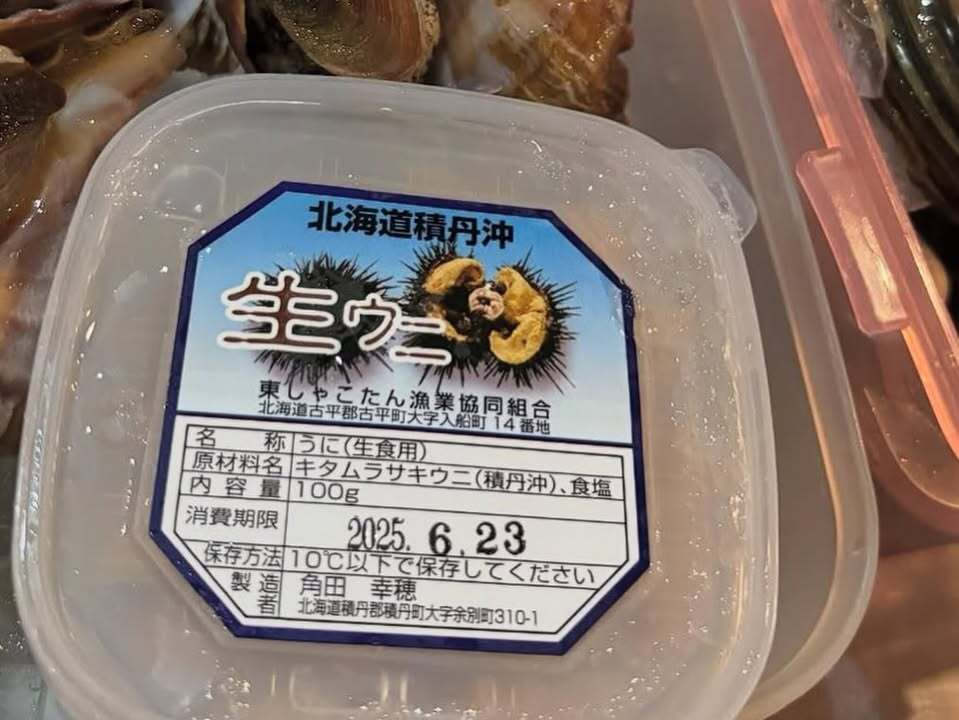 北海道積丹沖
生ウニ
東しゃこたん漁業協同組合
北海道古平郡古平町大字入船町14番地
名称 うに(生食用)
原材料名 キタムラサキウニ(積丹沖)、食塩
内容量 100g
消費期限 2025. 6.23
保存方法 10℃以下で保存してください
製造者 角田 幸穂
北海道積丹郡積丹町大字余別町310-1